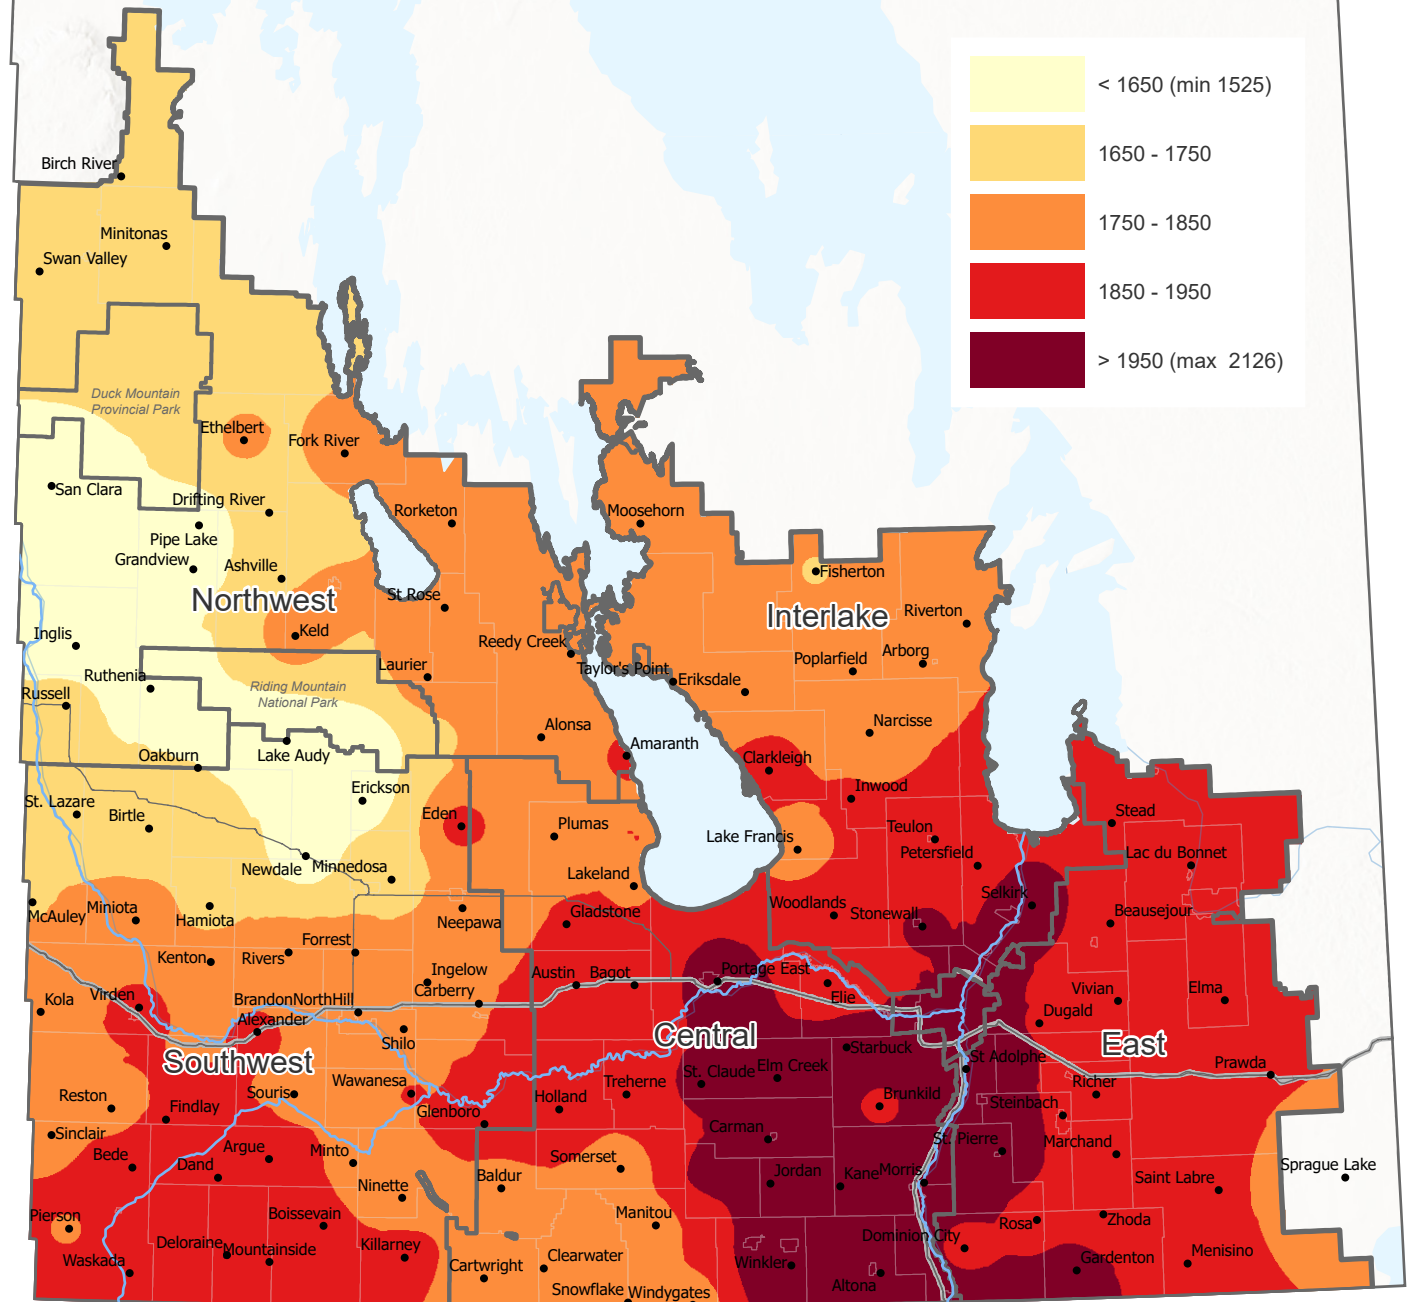 < 1650 (min 1525)
1650 - 1750
1750 - 1850
1850 - 1950
> 1950 (max  2126)
Birch River
Minitonas
Swan Valley
Duck Mountain
Provincial Park
Ethelbert
Fork River
San Clara
Drifting River
Rorketon
Moosehorn
Pipe Lake
Grandview
Ashville
Fisherton
Northwest
St Rose
Interlake
Riverton
Keld
Inglis
Reedy Creek
Arborg
Poplarfield
Laurier
Taylor's Point
Eriksdale
Ruthenia
Russell
Riding Mountain
National Park
Narcisse
Alonsa
Oakburn
Lake Audy
Amaranth
Clarkleigh
Erickson
Inwood
St. Lazare
Birtle
Eden
Plumas
Lake Francis
Teulon
Stead
Petersfield
Lac du Bonnet
Newdale
Minnedosa
Lakeland
Selkirk
McAuley
Miniota
Hamiota
Neepawa
Gladstone
Woodlands
Stonewall
Beausejour
Forrest
Kenton
Rivers
Ingelow
Austin
Bagot
Portage East
Carberry
Kola
Virden
BrandonNorthHill
Elie
Vivian
Elma
Alexander
Dugald
Central
Shilo
East
Southwest
Starbuck
St Adolphe
Prawda
St. Claude
Elm Creek
Wawanesa
Treherne
Richer
Reston
Souris
Holland
Brunkild
Steinbach
Findlay
Glenboro
Sinclair
Carman
St. Pierre
Marchand
Argue
Bede
Minto
Somerset
Dand
Baldur
Jordan
Kane
Morris
Saint Labre
Sprague Lake
Ninette
Pierson
Boissevain
Manitou
Rosa
Zhoda
Deloraine
Mountainside
Killarney
Dominion City
Waskada
Clearwater
Cartwright
Winkler
Gardenton
Menisino
Altona
Snowflake
Windygates